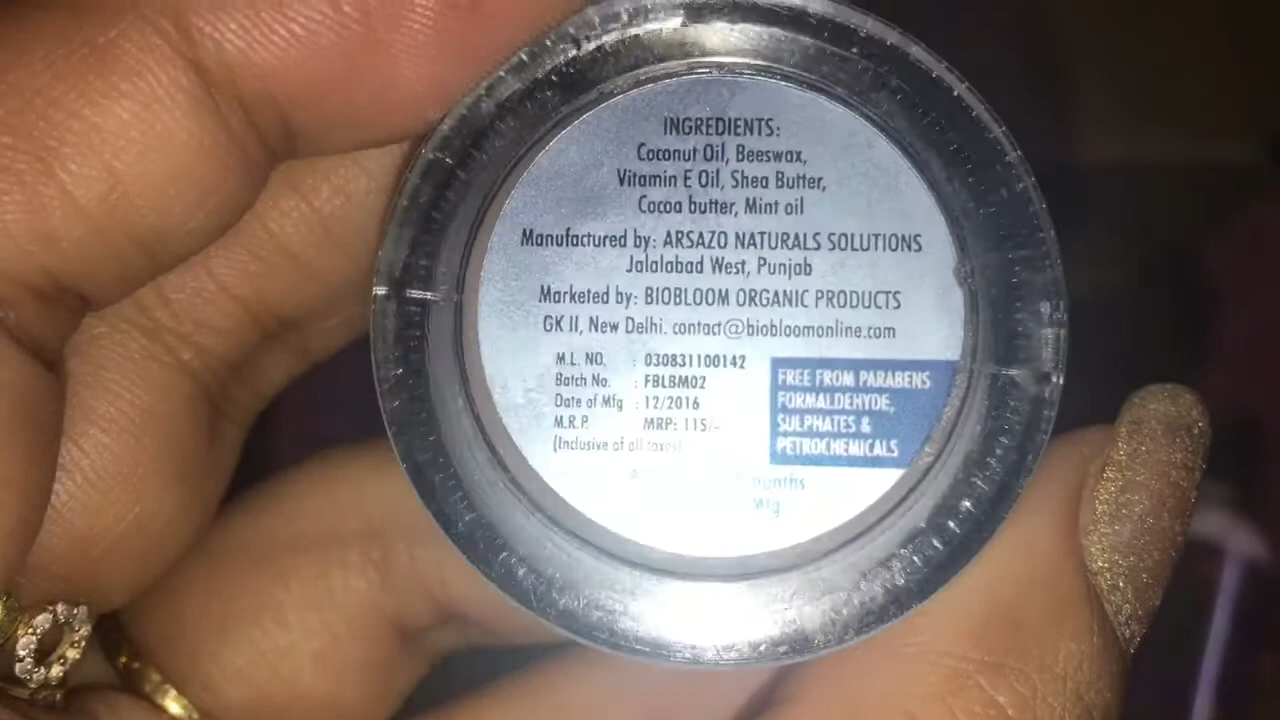 INGREDIENTS:
Coconut Oil, Beeswax,
Vitamin E Oil, Shea Butter,
Cocoa butter, Mint oil
Manufactured by: ARSAZO NATURALS SOLUTIONS
Jalalabad West, Punjab
Marketed by: BIOBLOOM ORGANIC PRODUCTS
GK II, New Delhi. contact@biobloomonline.com
M.L. NO. : 030831100142
Batch No. : FBLBM02
Date of Mfg : 12/2016
M.R.P. MRP: 115/-
(Inclusive of all taxes)
FREE FROM PARABENS
FORMALDEHYDE,
SULPHATES &
PETROCHEMICALS
months
Mfg